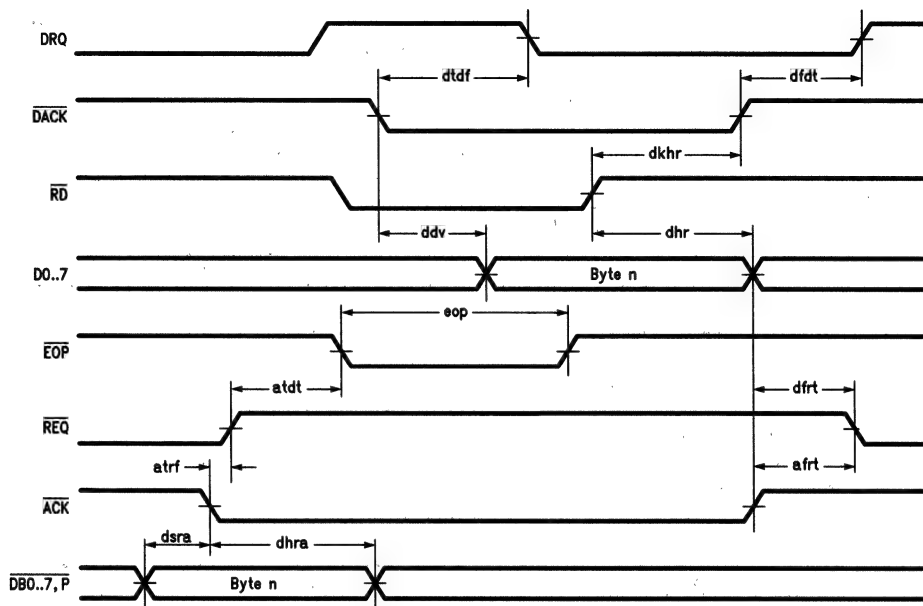 DRQ
dtdf
dfdt
DACK
dkhr
RD
ddv
dhr
D0..7
Byte n
eop
EOP
atdt
dfrt
REQ
atrf
afrt
ACK
dsra
dhra
DB0..7, P
Byte n